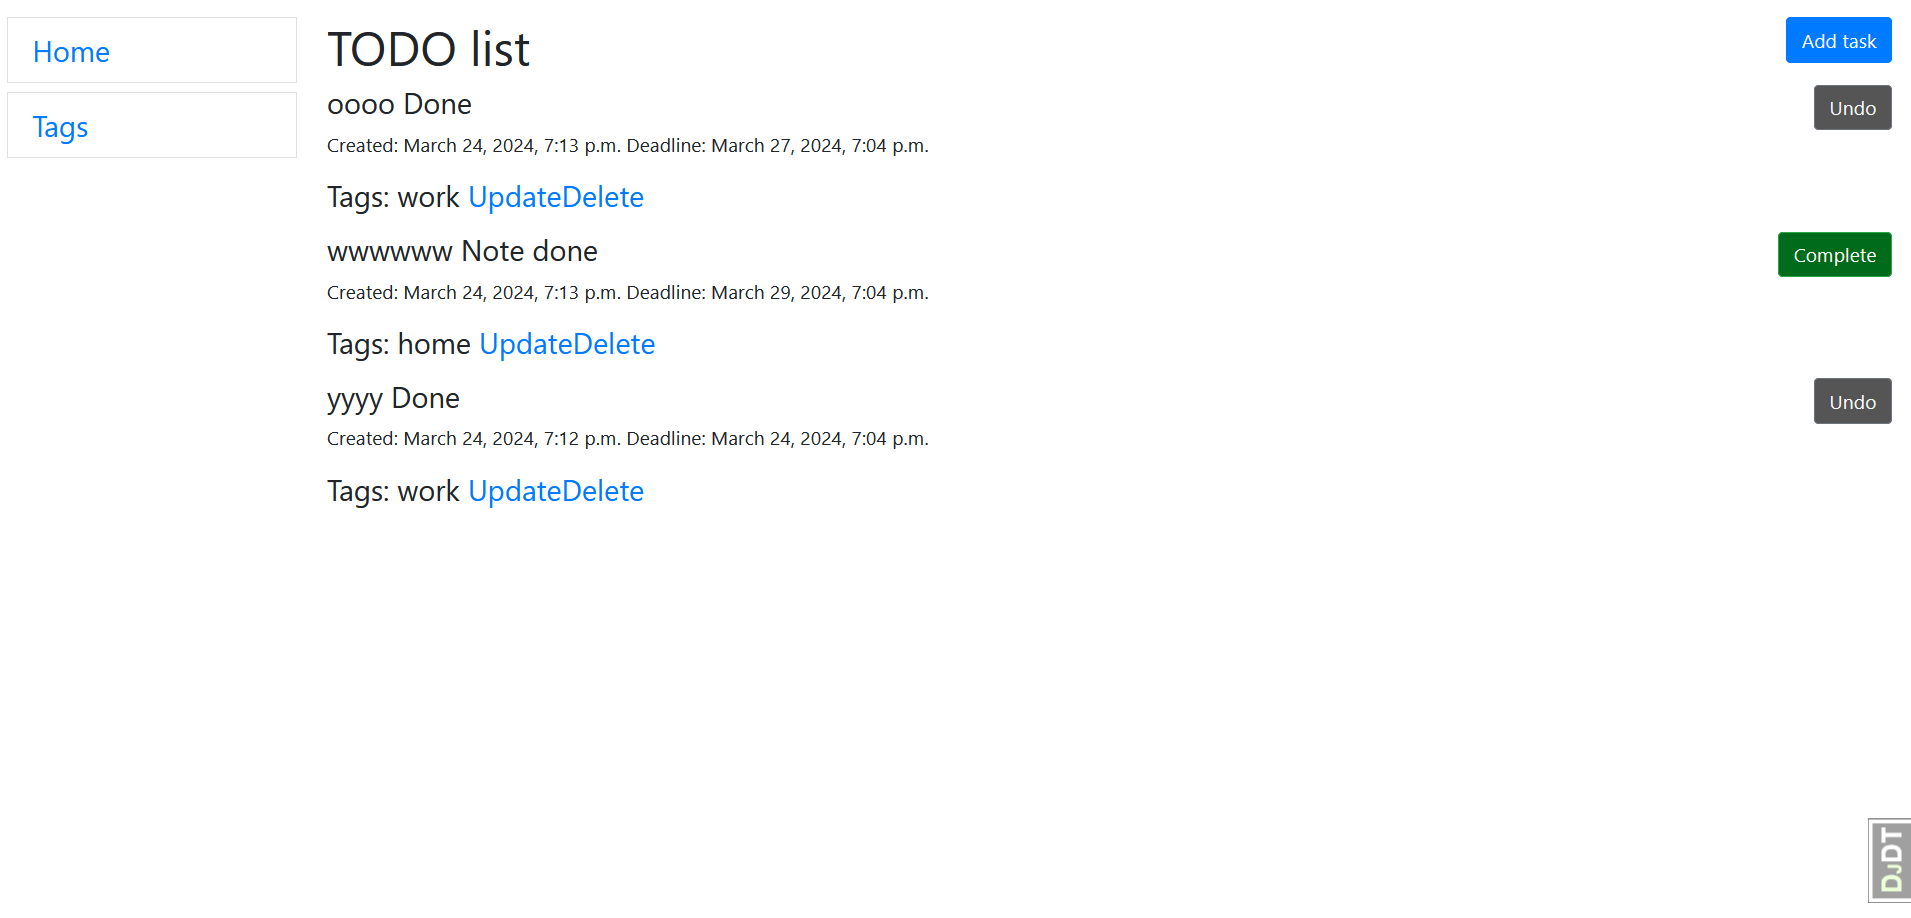 Home
Tags
TODO list
Add task
oooo Done
Undo
Created: March 24, 2024, 7:13 p.m. Deadline: March 27, 2024, 7:04 p.m.
Tags: work UpdateDelete
wwwwww Note done
Complete
Created: March 24, 2024, 7:13 p.m. Deadline: March 29, 2024, 7:04 p.m.
Tags: home UpdateDelete
yyyy Done
Undo
Created: March 24, 2024, 7:12 p.m. Deadline: March 24, 2024, 7:04 p.m.
Tags: work UpdateDelete
DJDT